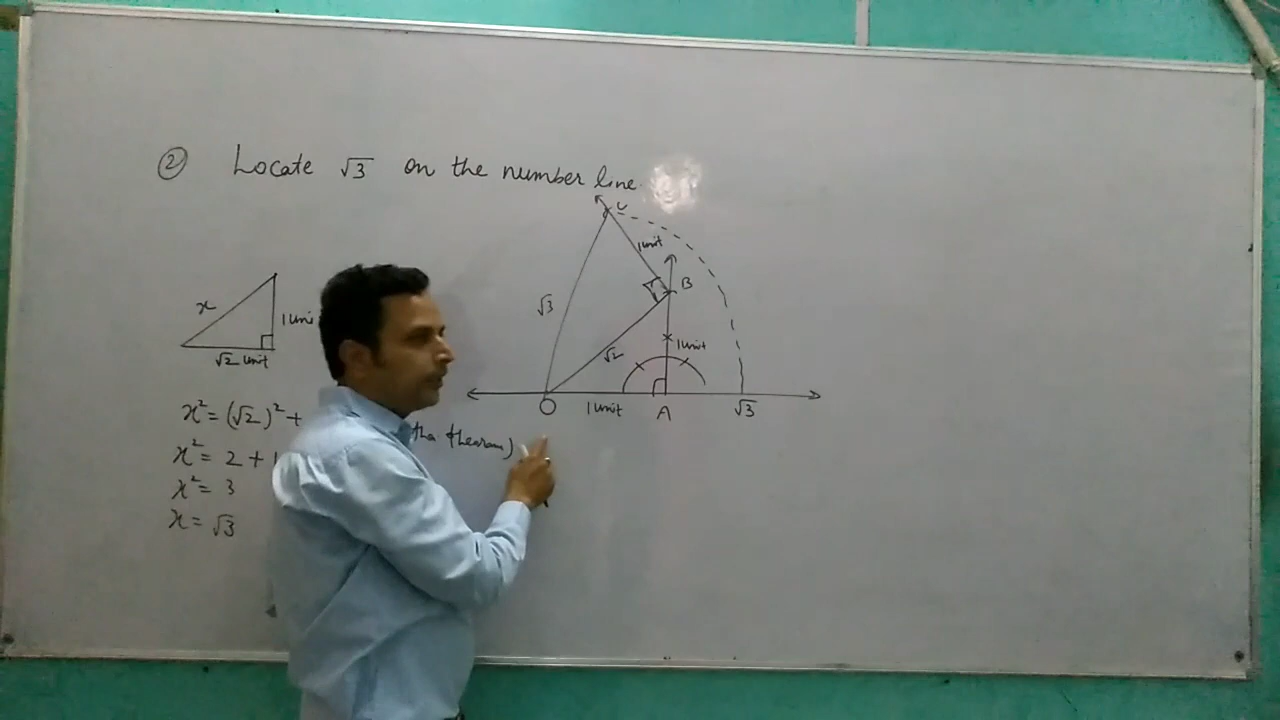 ② Locate √3 on the number line.
x
1 Unit
√2 unit
x² = (√2)² +
theorem)
x² = 2 + 1
x² = 3
x = √3
C
1 unit
B
√3
√2
1 unit
O
1 unit
A
√3